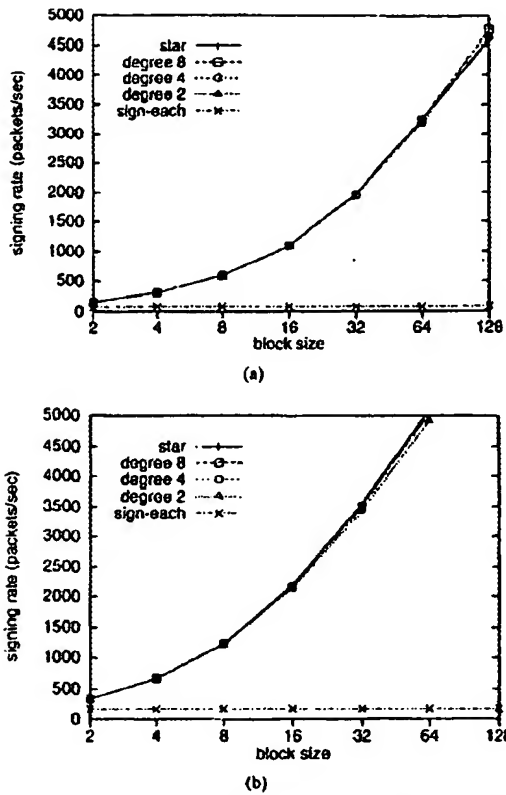 5000
4500
4000
3500
3000
2500
2000
1500
1000
500
0
signing rate (packets/sec)
star
degree 8
degree 4
degree 2
sign-each
2 4 8 16 32 64 128
block size
(a)
5000
4500
4000
3500
3000
2500
2000
1500
1000
500
0
signing rate (packets/sec)
star
degree 8
degree 4
degree 2
sign-each
2 4 8 16 32 64 128
block size
(b)